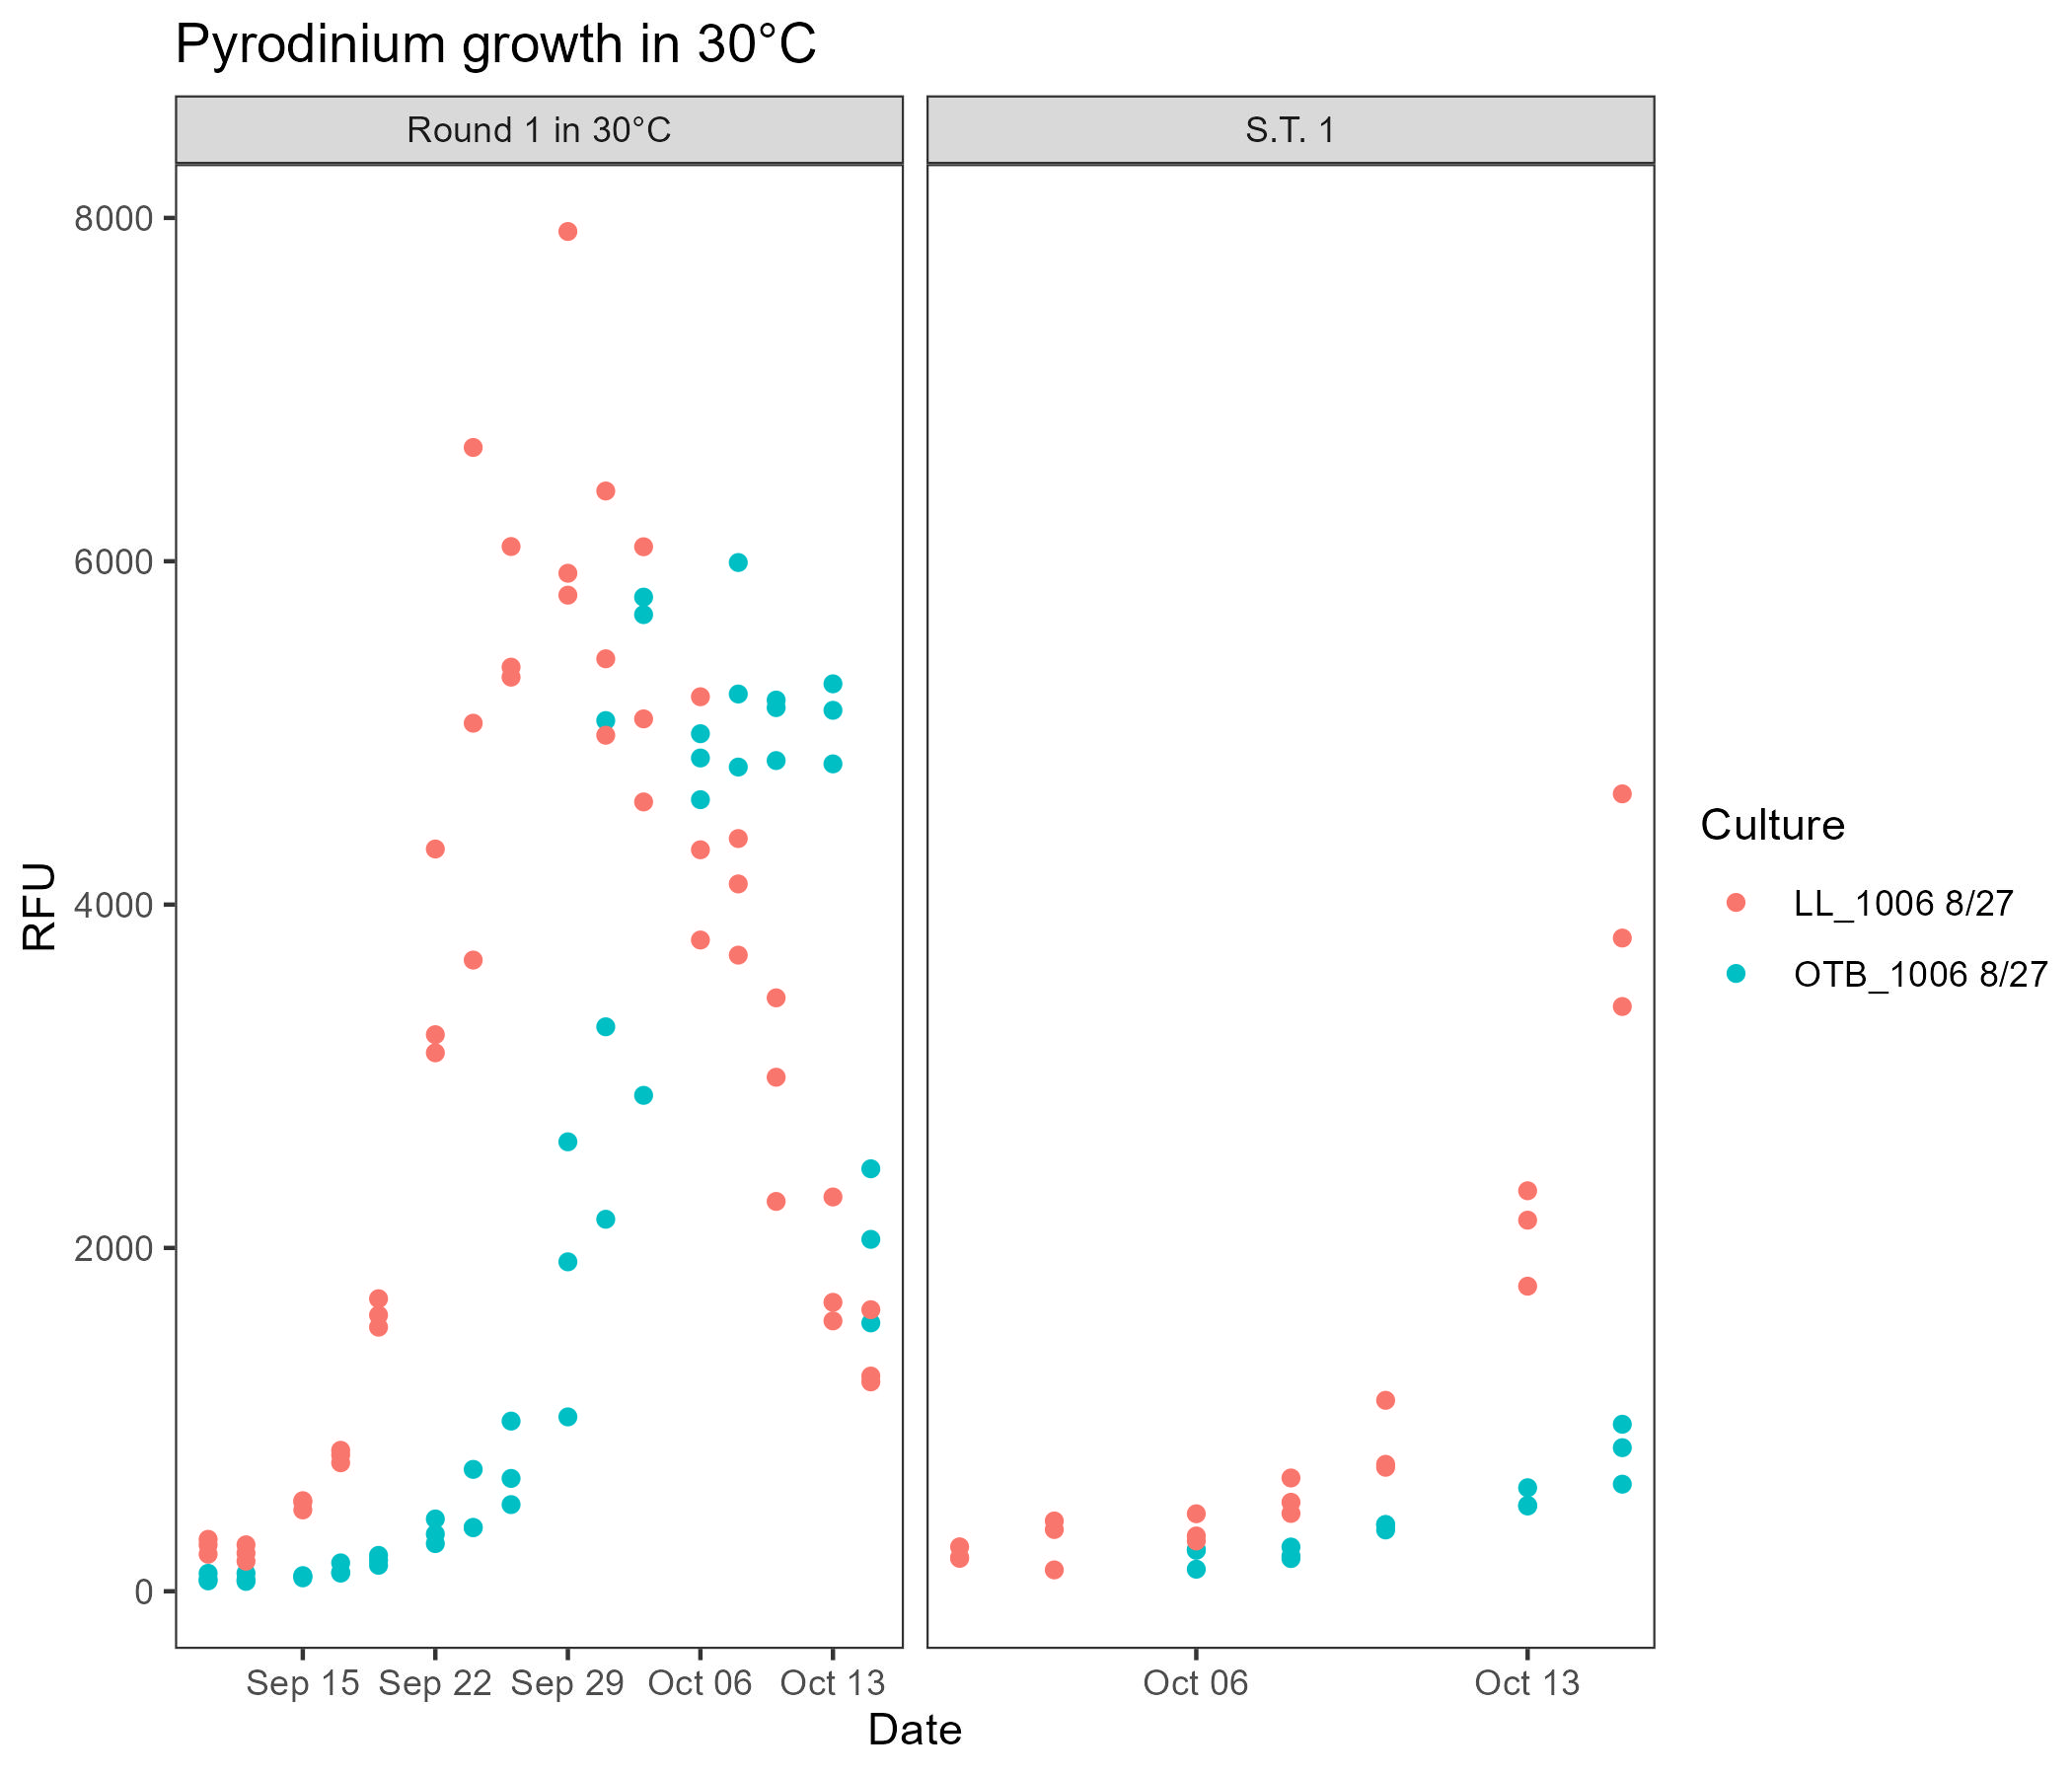 Pyrodinium growth in 30°C
Round 1 in 30°C
S.T. 1
8000
6000
4000
2000
0
RFU
Sep 15
Sep 22
Sep 29
Oct 06
Oct 13
Oct 06
Oct 13
Date
Culture
LL_1006 8/27
OTB_1006 8/27